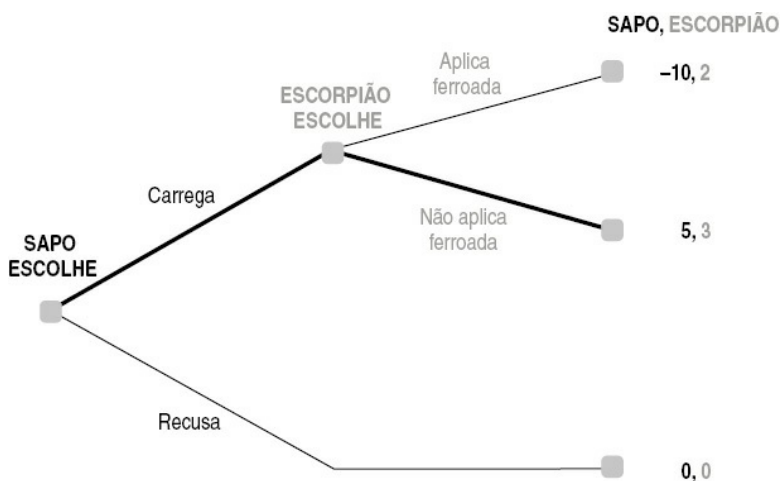 SAPO, ESCORPIÃO
Aplica
ferroada
–10, 2
ESCORPIÃO
ESCOLHE
Carrega
Não aplica
ferroada
5, 3
SAPO
ESCOLHE
Recusa
0, 0